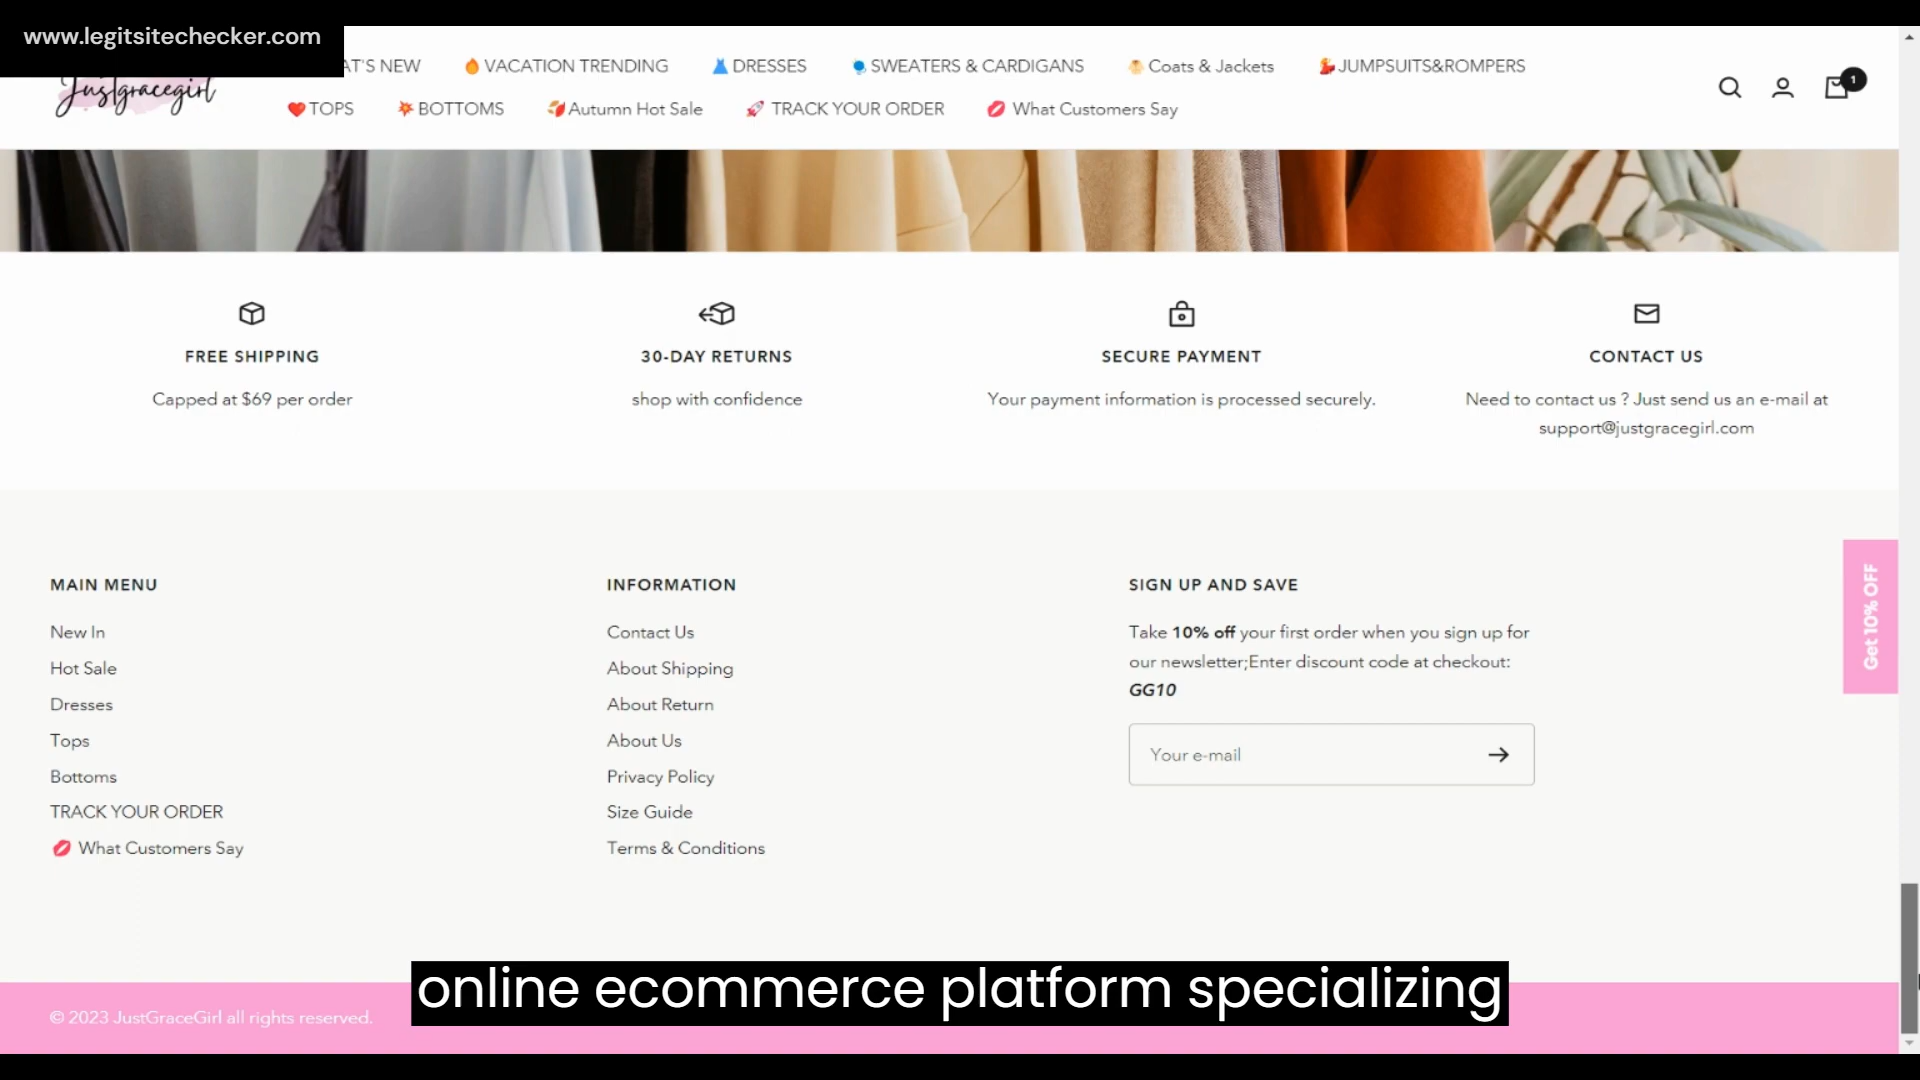 www.legitsitechecker.com
AT'S NEW
VACATION TRENDING
DRESSES
SWEATERS & CARDIGANS
Coats & Jackets
JUMPSUITS&ROMPERS
Justgracegirl
TOPS
BOTTOMS
Autumn Hot Sale
TRACK YOUR ORDER
What Customers Say
1
FREE SHIPPING
Capped at $69 per order
30-DAY RETURNS
shop with confidence
SECURE PAYMENT
Your payment information is processed securely.
CONTACT US
Need to contact us ? Just send us an e-mail at
support@justgracegirl.com
MAIN MENU
New In
Hot Sale
Dresses
Tops
Bottoms
TRACK YOUR ORDER
What Customers Say
INFORMATION
Contact Us
About Shipping
About Return
About Us
Privacy Policy
Size Guide
Terms & Conditions
SIGN UP AND SAVE
Take 10% off your first order when you sign up for
our newsletter;Enter discount code at checkout:
GG10
Your e-mail
Get 10% OFF
online ecommerce platform specializing
© 2023 JustGraceGirl all rights reserved.